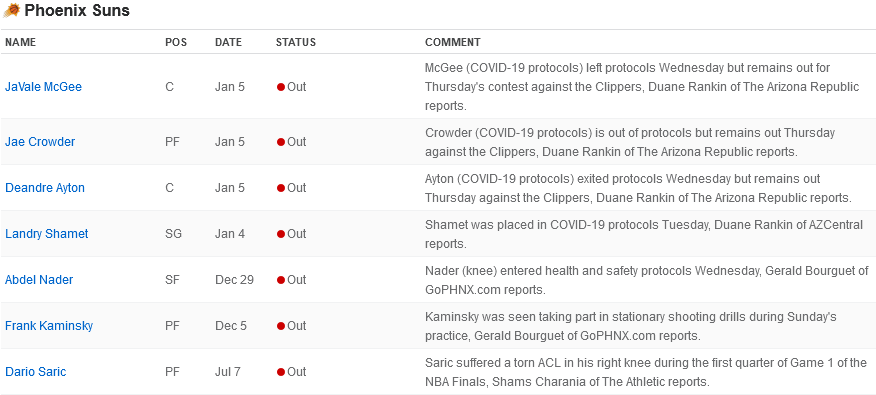 Phoenix Suns
NAME POS DATE STATUS COMMENT
McGee (COVID-19 protocols) left protocols Wednesday but remains out for
JaVale McGee C Jan 5 Out Thursday's contest against the Clippers, Duane Rankin of The Arizona Republic
reports.
Jae Crowder PF Jan 5 Out Crowder (COVID-19 protocols) is out of protocols but remains out Thursday
against the Clippers, Duane Rankin of The Arizona Republic reports.
Deandre Ayton C Jan 5 Out Ayton (COVID-19 protocols) exited protocols Wednesday but remains out
Thursday against the Clippers, Duane Rankin of The Arizona Republic reports.
Landry Shamet SG Jan 4 Out Shamet was placed in COVID-19 protocols Tuesday, Duane Rankin of AZCentral
reports.
Abdel Nader SF Dec 29 Out Nader (knee) entered health and safety protocols Wednesday, Gerald Bourguet of
GoPHNX.com reports.
Frank Kaminsky PF Dec 5 Out Kaminsky was seen taking part in stationary shooting drills during Sunday's
practice, Gerald Bourguet of GoPHNX.com reports.
Dario Saric PF Jul 7 Out Saric suffered a torn ACL in his right knee during the first quarter of Game 1 of the
NBA Finals, Shams Charania of The Athletic reports.